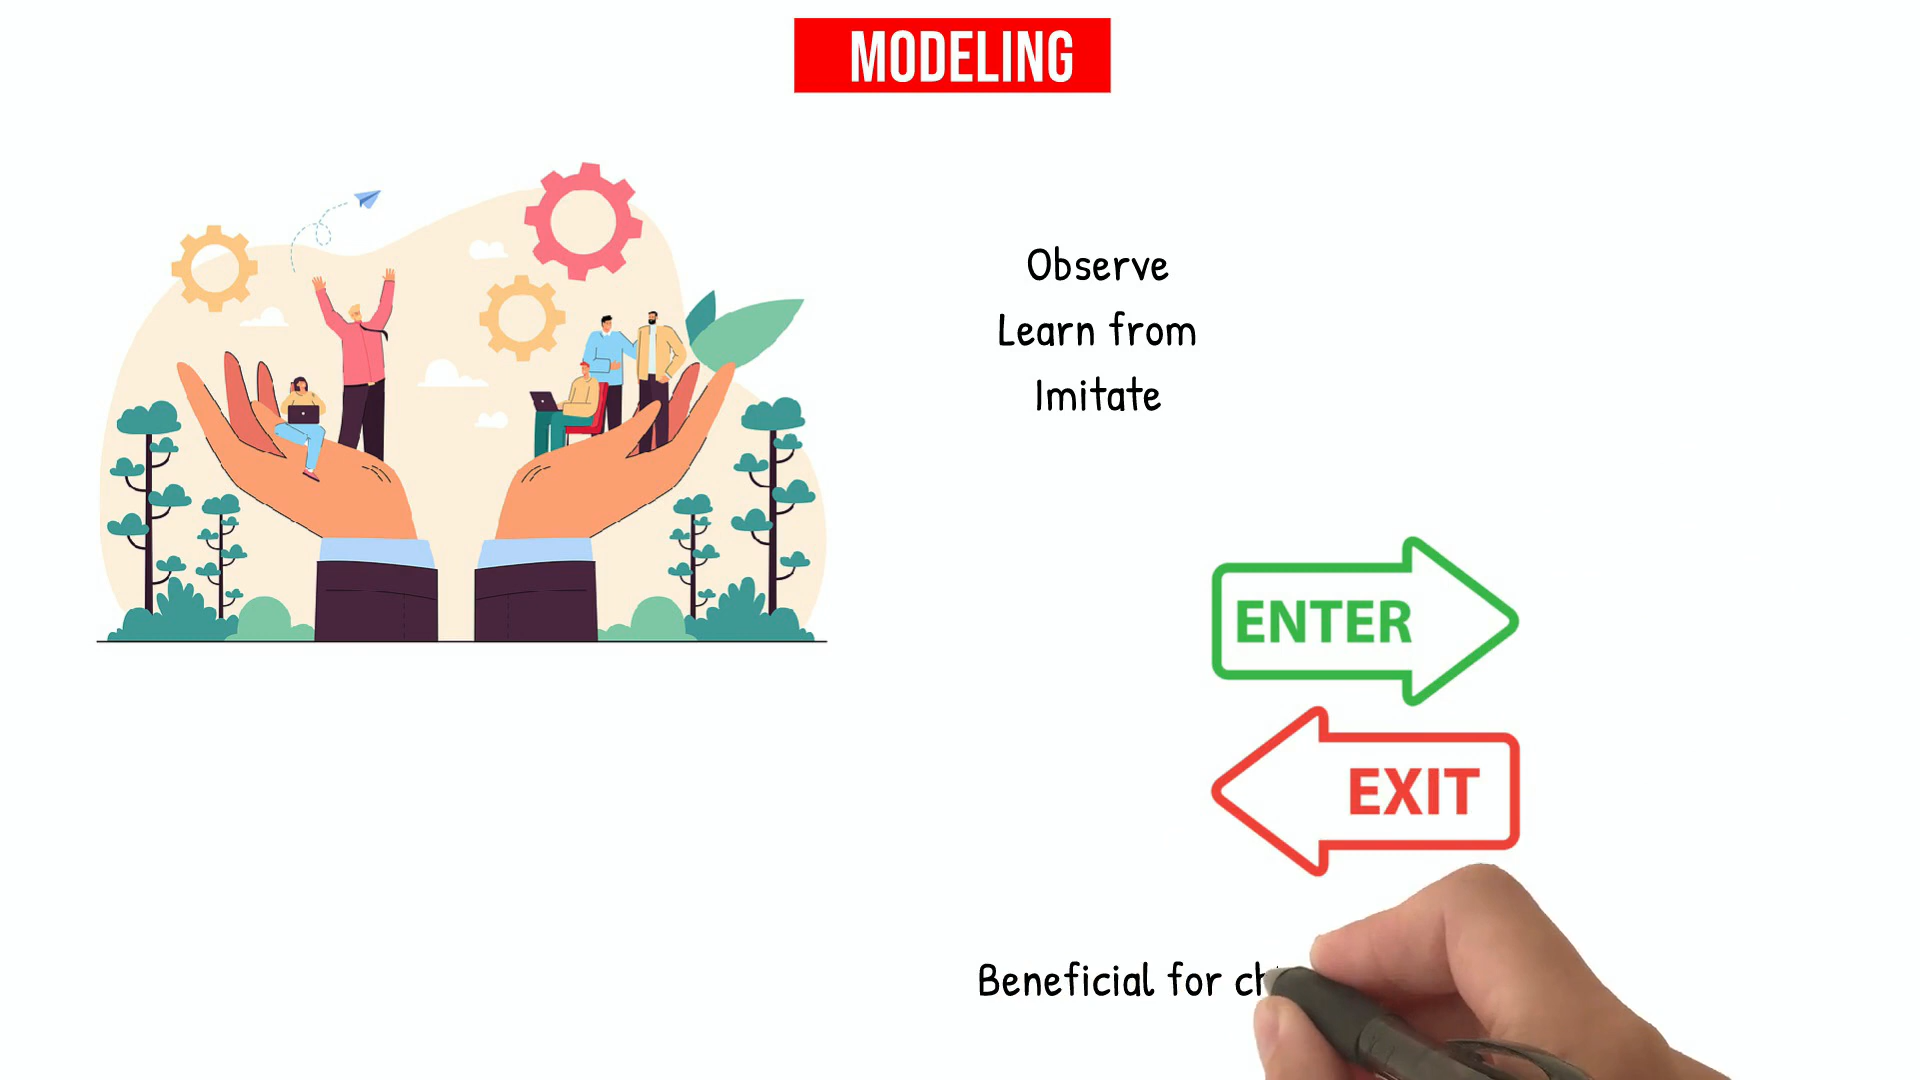 MODELING
Observe
Learn from
Imitate
ENTER
EXIT
Beneficial for